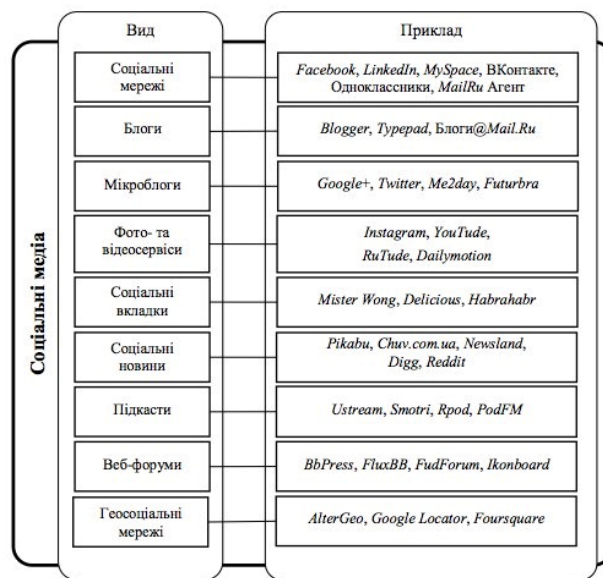 Вид
Приклад
Соціальні медіа
Соціальні
мережі
Facebook, LinkedIn, MySpace, ВКонтакте,
Одноклассники, MailRu Агент
Блоги
Blogger, Typepad, Блоги@Mail.Ru
Мікроблоги
Google+, Twitter, Me2day, Futurbra
Фото- та
відеосервіси
Instagram, YouTude,
RuTude, Dailymotion
Соціальні
вкладки
Mister Wong, Delicious, Habrahabr
Соціальні
новини
Pikabu, Chuv.com.ua, Newsland,
Digg, Reddit
Підкасти
Ustream, Smotri, Rpod, PodFM
Веб-форуми
BbPress, FluxBB, FudForum, Ikonboard
Геосоціальні
мережі
AlterGeo, Google Locator, Foursquare